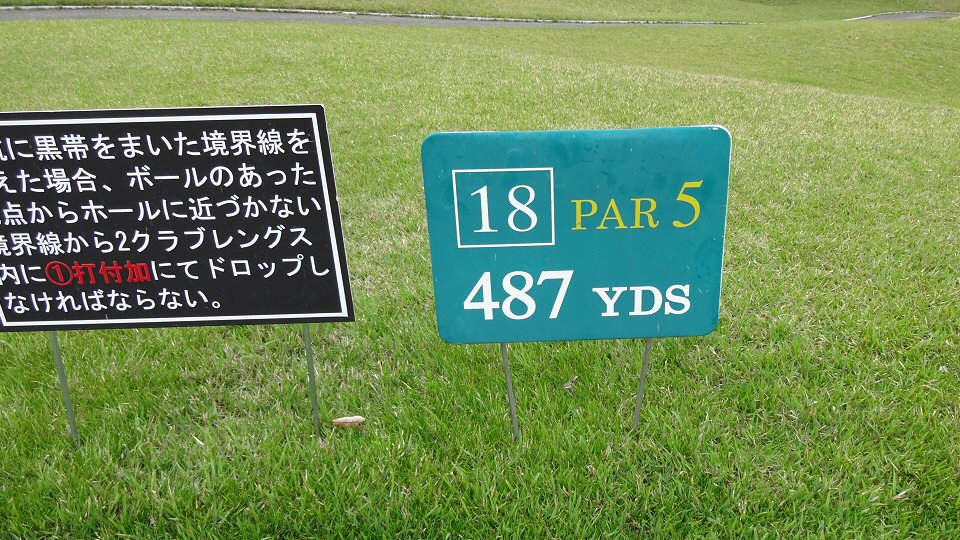 に黒帯をまいた境界線を
えた場合、ボールのあった
点からホールに近づかない
境界線から2クラブレングス
内に①打付加にてドロップし
なければならない。
18 PAR 5
487 YDS